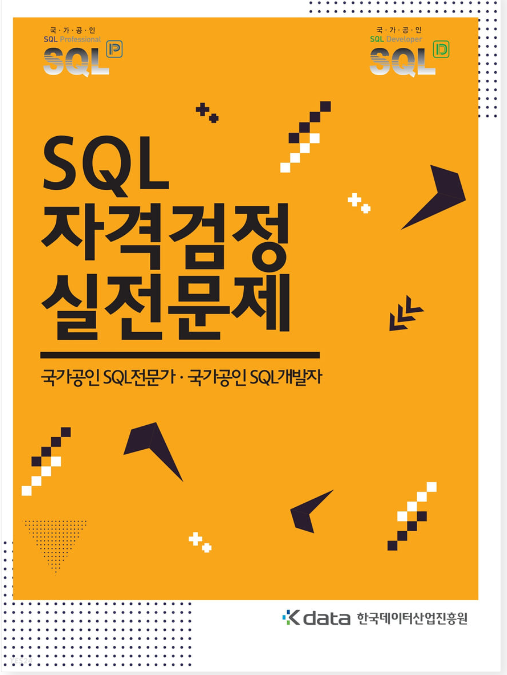 국·가·공·인
SQL Professional
SQL P
국·가·공·인
SQL Developer
SQL D
SQL
자격검정
실전문제
국가공인 SQL전문가 · 국가공인 SQL개발자
Kdata 한국데이터산업진흥원